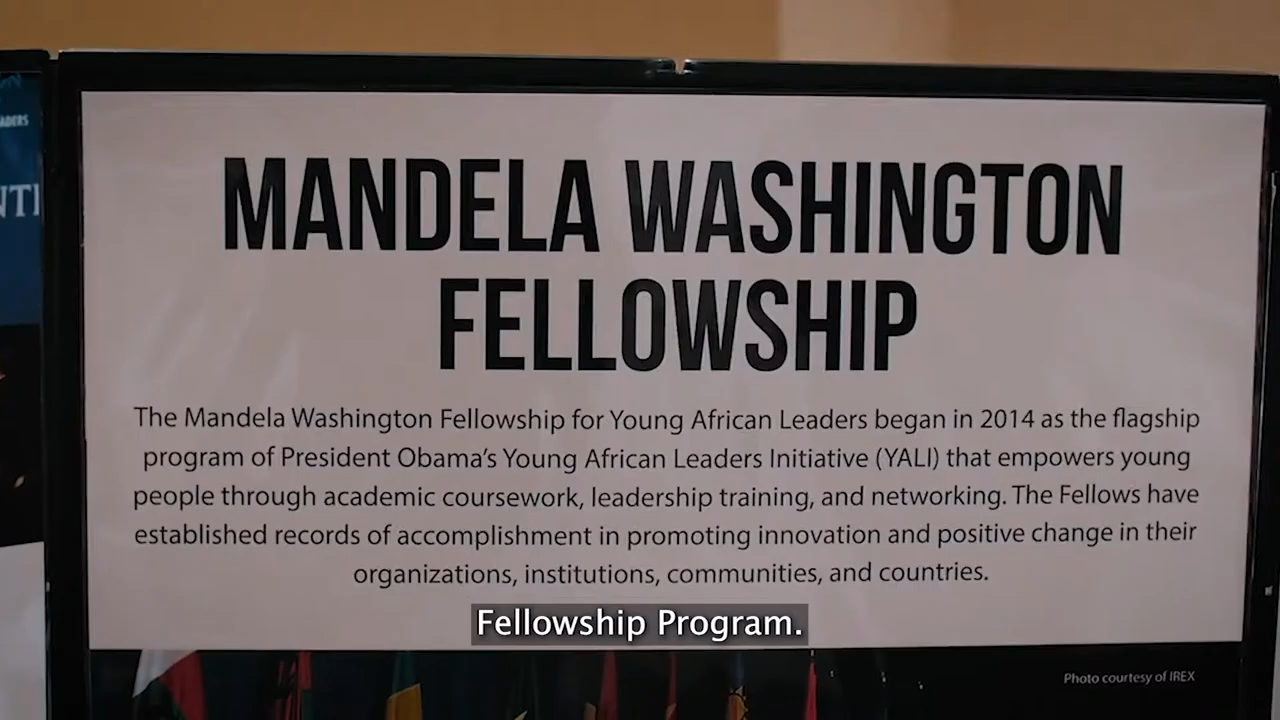 ADERS
MANDELA WASHINGTON
FELLOWSHIP
The Mandela Washington Fellowship for Young African Leaders began in 2014 as the flagship
program of President Obama's Young African Leaders Initiative (YALI) that empowers young
people through academic coursework, leadership training, and networking. The Fellows have
established records of accomplishment in promoting innovation and positive change in their
organizations, institutions, communities, and countries.
Fellowship Program.
Photo courtesy of IREX